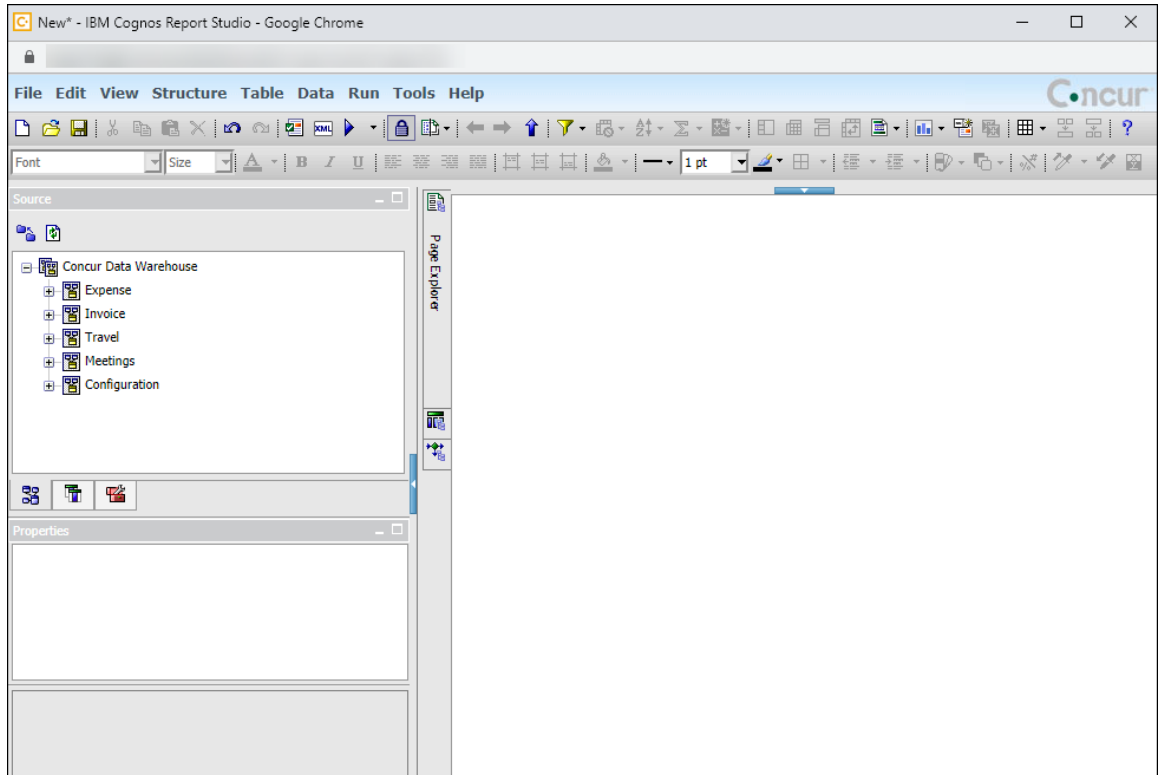 New* - IBM Cognos Report Studio - Google Chrome
File Edit View Structure Table Data Run Tools Help
Concur
XML
?
Font Size A B I U 1 pt
Source
Page Explorer
Concur Data Warehouse
Expense
Invoice
Travel
Meetings
Configuration
Properties